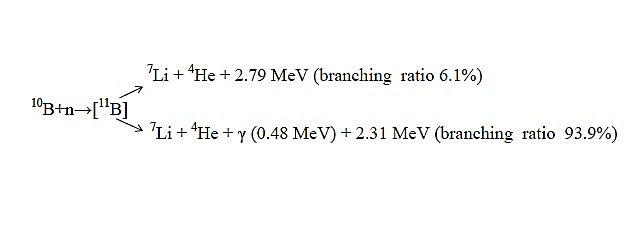 ⁷Li + ⁴He + 2.79 MeV (branching ratio 6.1%)
¹⁰B+n→[¹¹B]
⁷Li + ⁴He + γ (0.48 MeV) + 2.31 MeV (branching ratio 93.9%)